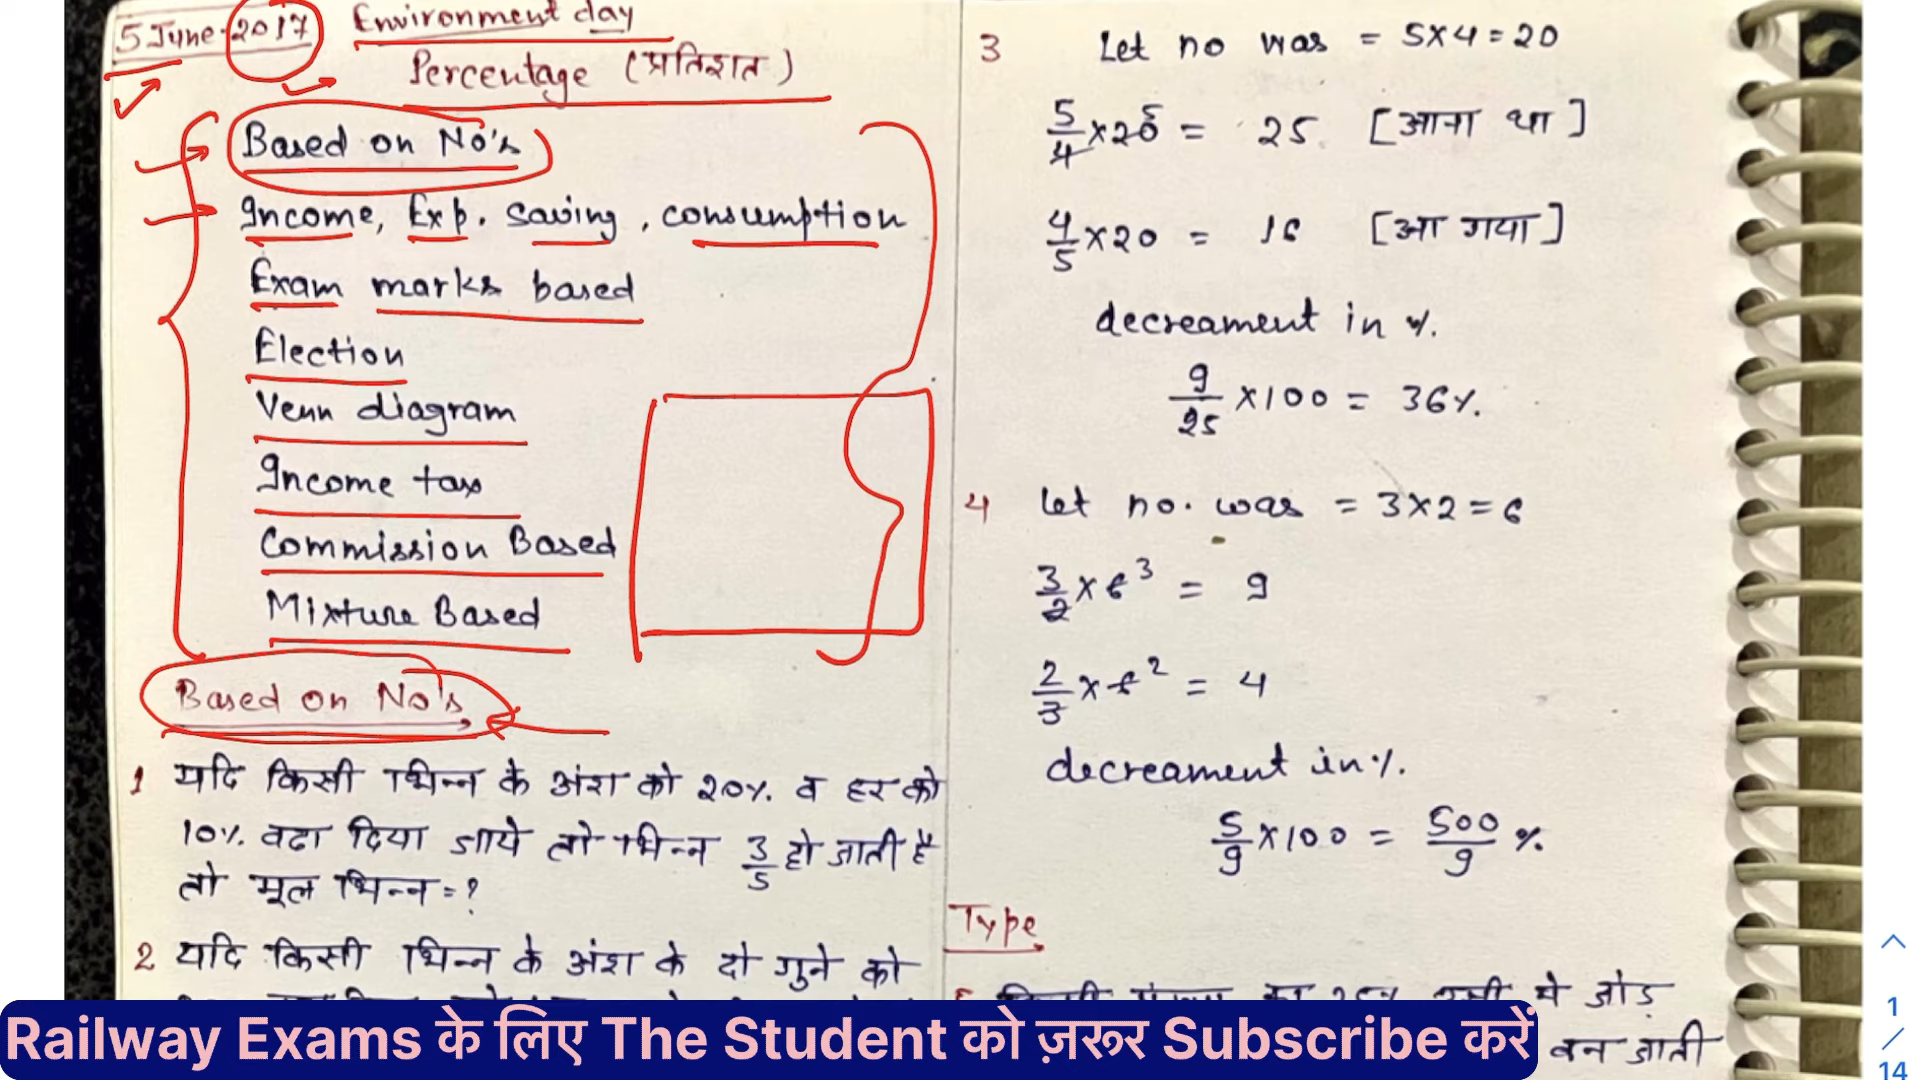 5 June-2017 Environment day
Percentage (प्रतिशत)
Based on No's
Income, Exp. saving, consumption
Exam marks based
Election
Venn diagram
Income tax
Commission Based
Mixture Based
Based on No's
1 यदि किसी भिन्न के अंश को 20% व हर को
10% बढा दिया जाये तो भिन्न 3/5 हो जाती है
तो मूल भिन्न = ?
2 यदि किसी भिन्न के अंश के दो गुने को
3 Let no was = 5×4=20
5/4 ×20 = 25 [आना था]
4/5 ×20 = 16 [आ गया]
decreament in %.
9/25 ×100 = 36%.
4 Let no. was = 3×2=6
3/2 ×6 3 = 9
2/3 ×6 2 = 4
decreament in %.
5/9 ×100 = 500/9 %.
Type
में जोड़
बन जाती
Railway Exams के लिए The Student को ज़रूर Subscribe करें
1
/
14